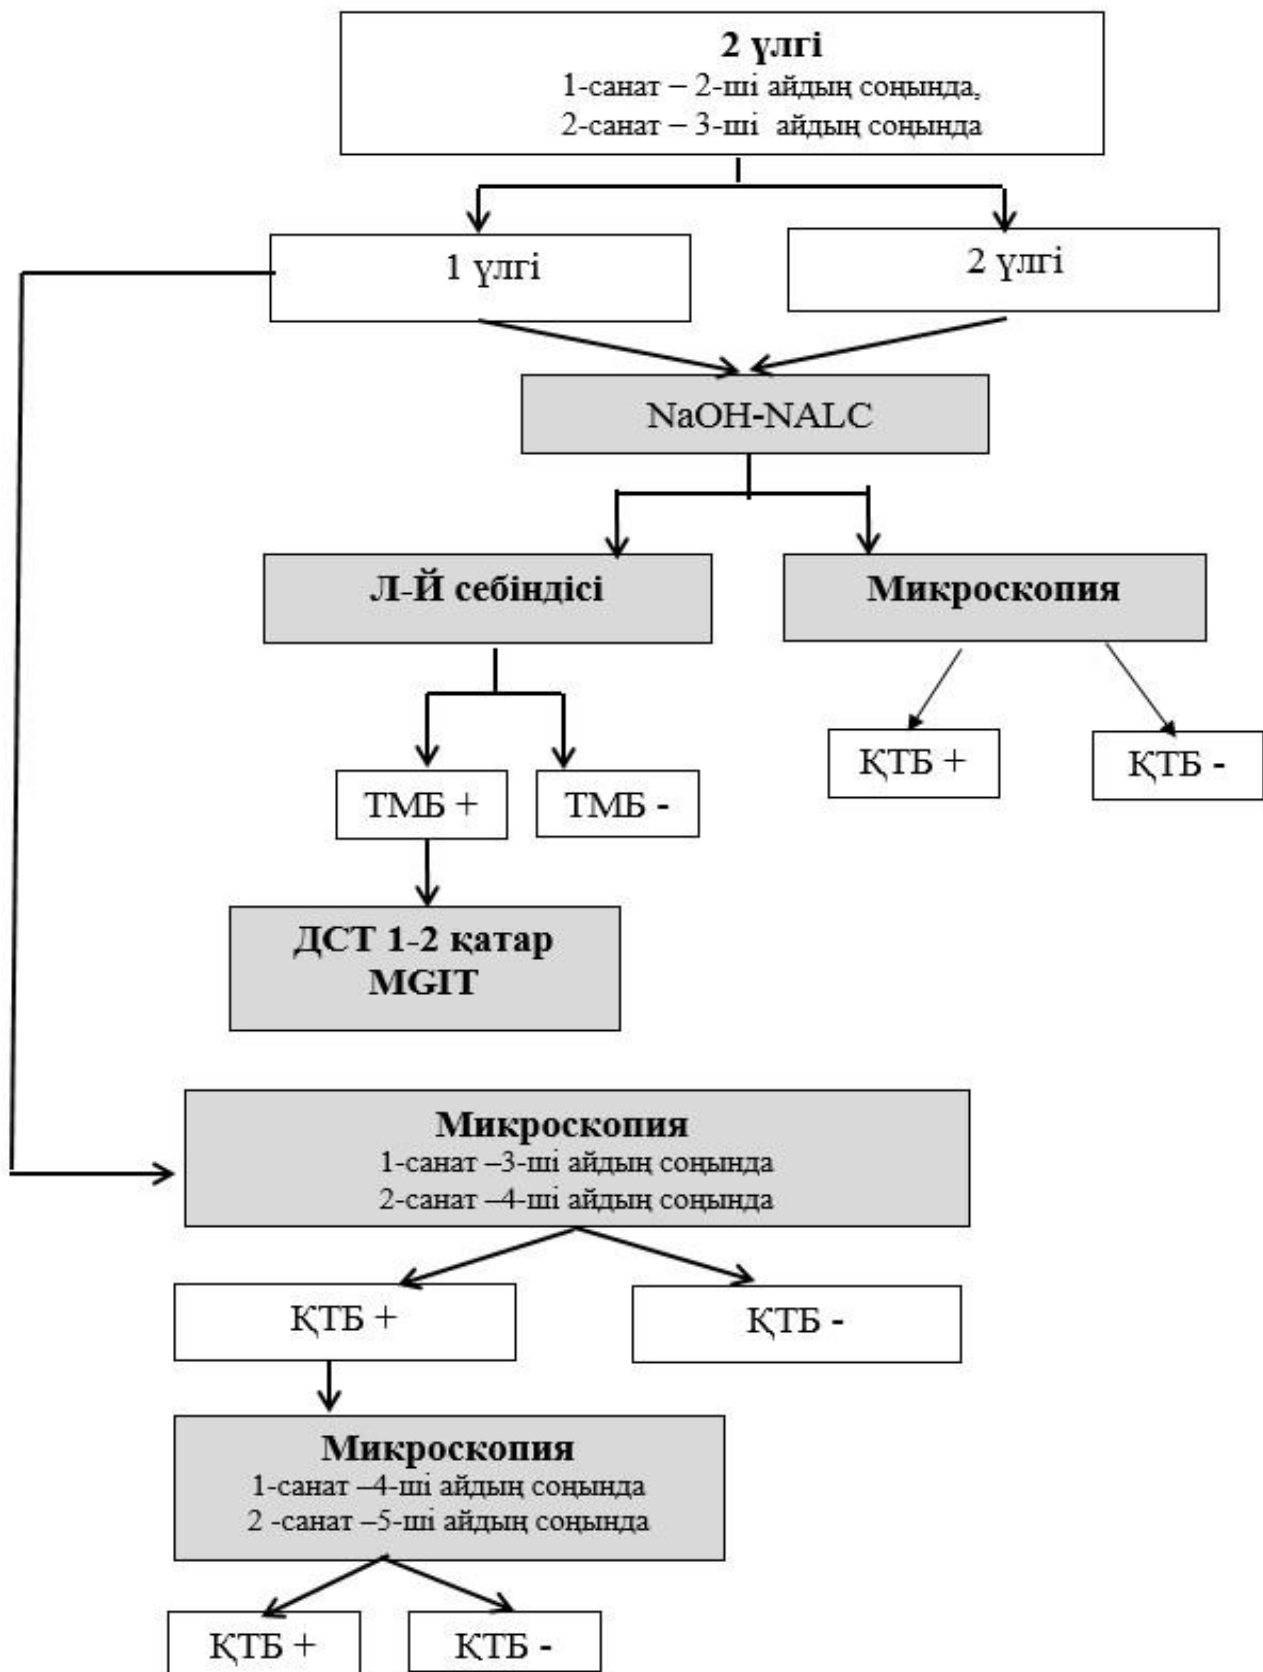 2 үлгі
1-санат – 2-ші айдың соңында,
2-санат – 3-ші айдың соңында
1 үлгі
2 үлгі
NaOH-NALC
Л-Й себіндісі
Микроскопия
ҚТБ +
ҚТБ -
ТМБ +
ТМБ -
ДСТ 1-2 қатар
MGIT
Микроскопия
1-санат –3-ші айдың соңында
2-санат –4-ші айдың соңында
ҚТБ +
ҚТБ -
Микроскопия
1-санат –4-ші айдың соңында
2 -санат –5-ші айдың соңында
ҚТБ +
ҚТБ -